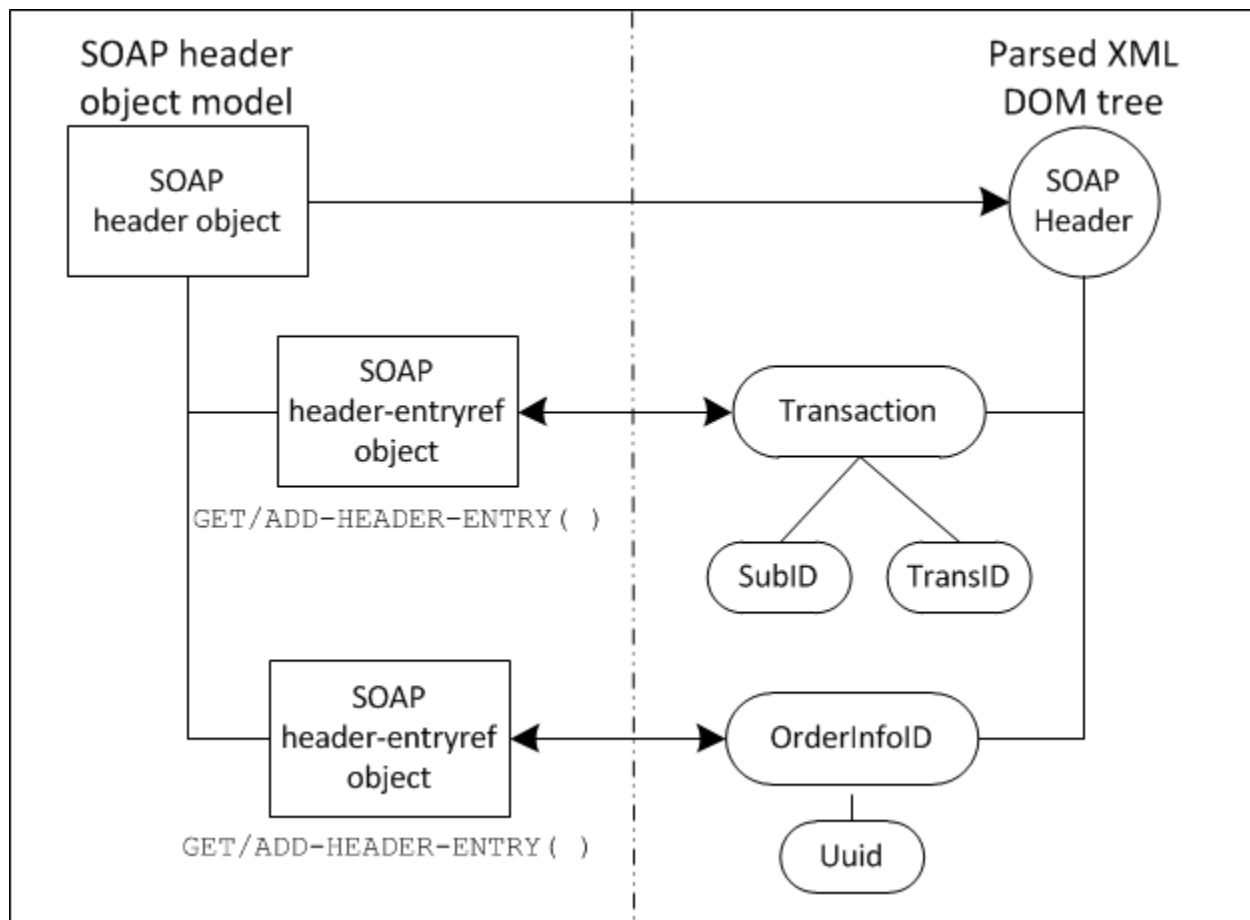 SOAP header
object model
Parsed XML
DOM tree
SOAP
header object
SOAP
Header
SOAP
header-entryref
object
Transaction
GET/ADD-HEADER-ENTRY( )
SubID
TransID
SOAP
header-entryref
object
OrderInfoID
GET/ADD-HEADER-ENTRY( )
Uuid